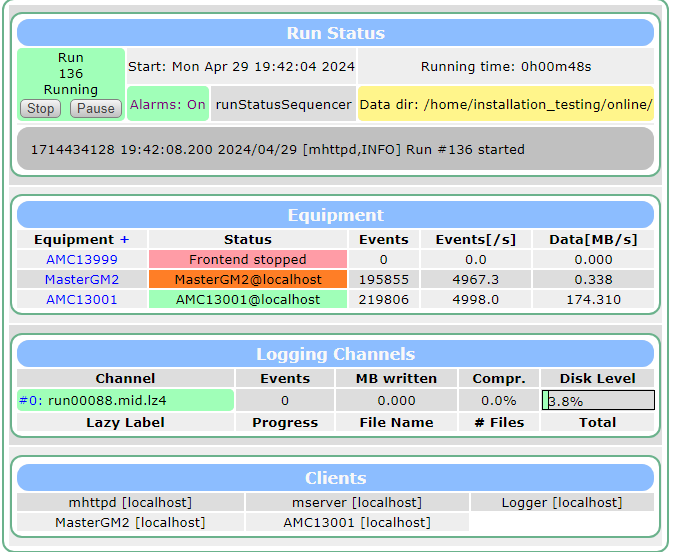 Run Status
Run
136
Running
Stop Pause
Start: Mon Apr 29 19:42:04 2024 Running time: 0h00m48s
Alarms: On runStatusSequencer Data dir: /home/installation_testing/online/
1714434128 19:42:08.200 2024/04/29 [mhttpd,INFO] Run #136 started
Equipment
Equipment + Status Events Events[/s] Data[MB/s]
AMC13999 Frontend stopped 0 0.0 0.000
MasterGM2 MasterGM2@localhost 195855 4967.3 0.338
AMC13001 AMC13001@localhost 219806 4998.0 174.310
Logging Channels
Channel Events MB written Compr. Disk Level
#0: run00088.mid.lz4 0 0.000 0.0% 3.8%
Lazy Label Progress File Name # Files Total
Clients
mhttpd [localhost] mserver [localhost] Logger [localhost]
MasterGM2 [localhost] AMC13001 [localhost]